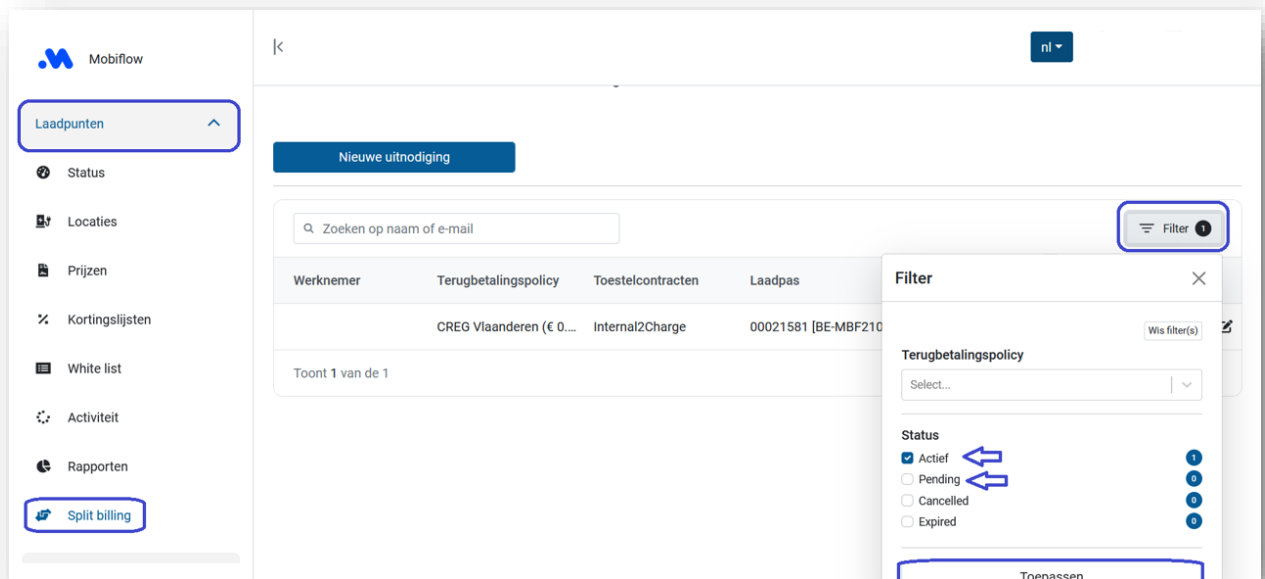 Mobiflow
nl
Laadpunten
Status
Locaties
Prijzen
Kortingslijsten
White list
Activiteit
Rapporten
Split billing
Nieuwe uitnodiging
Zoeken op naam of e-mail
Filter 1
Werknemer Terugbetalingspolicy Toestelcontracten Laadpas
CREG Vlaanderen (€ 0.... Internal2Charge 00021581 [BE-MBF210
Toont 1 van de 1
Filter
Wis filter(s)
Terugbetalingspolicy
Select...
Status
Actief 1
Pending 0
Cancelled 0
Expired 0
Toepassen